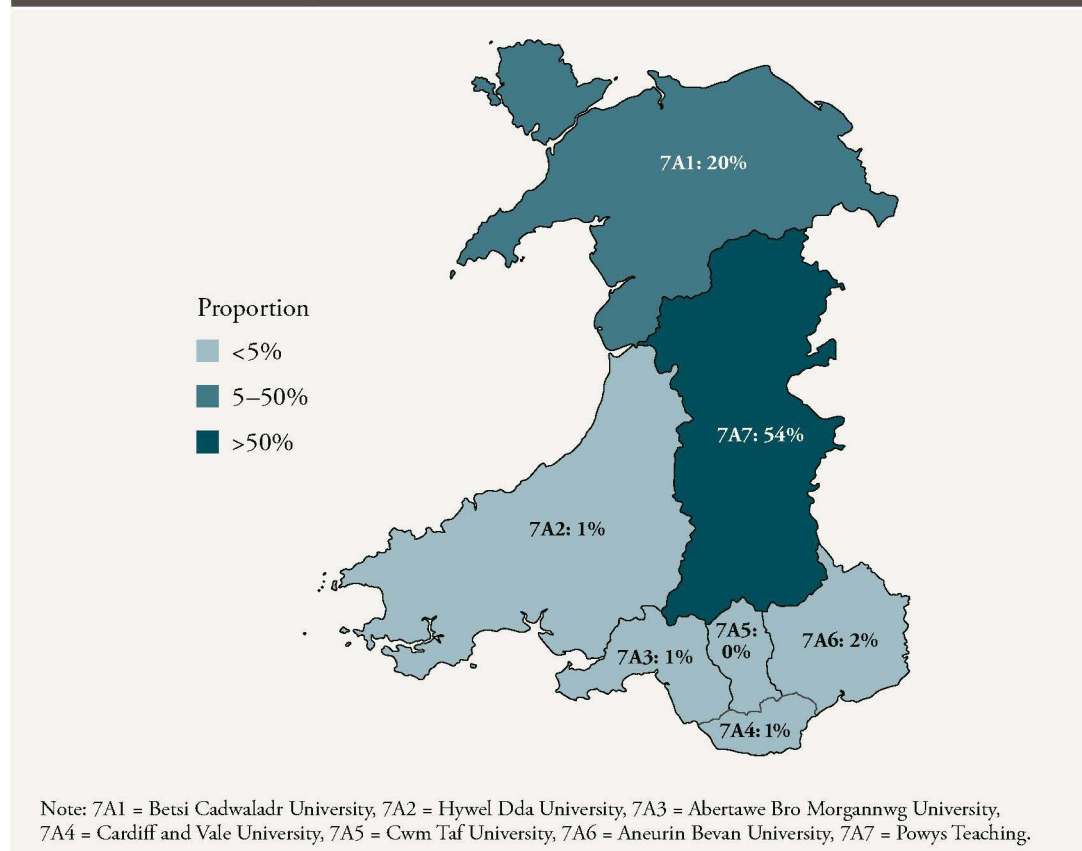 7A1: 20%
Proportion
<5%
5–50%
>50%
7A7: 54%
7A2: 1%
7A5:
0%
7A6: 2%
7A3: 1%
7A4: 1%
Note: 7A1 = Betsi Cadwaladr University, 7A2 = Hywel Dda University, 7A3 = Abertawe Bro Morgannwg University,
7A4 = Cardiff and Vale University, 7A5 = Cwm Taf University, 7A6 = Aneurin Bevan University, 7A7 = Powys Teaching.